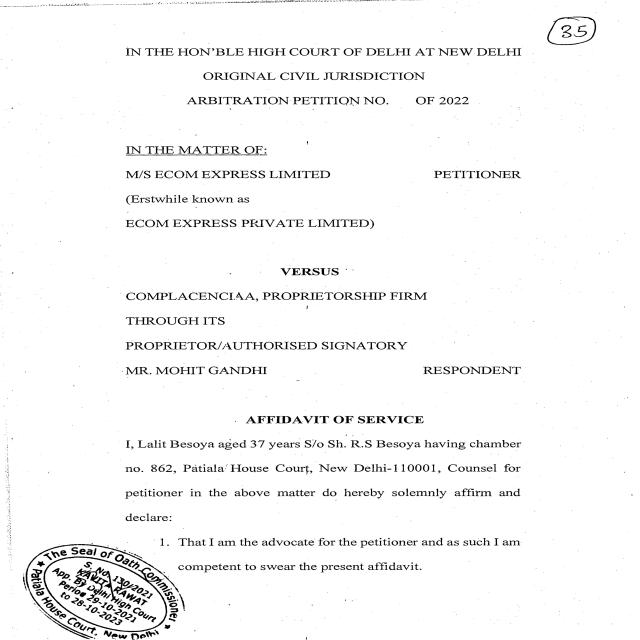 35
IN THE HON'BLE HIGH COURT OF DELHI AT NEW DELHI
ORIGINAL CIVIL JURISDICTION
ARBITRATION PETITION NO. OF 2022
IN THE MATTER OF:
M/S ECOM EXPRESS LIMITED PETITIONER
(Erstwhile known as
ECOM EXPRESS PRIVATE LIMITED)
VERSUS
COMPLACENCIAA, PROPRIETORSHIP FIRM
THROUGH ITS
PROPRIETOR/AUTHORISED SIGNATORY
MR. MOHIT GANDHI RESPONDENT
AFFIDAVIT OF SERVICE
I, Lalit Besoya aged 37 years S/o Sh. R.S Besoya having chamber
no. 862, Patiala House Court, New Delhi-110001, Counsel for
petitioner in the above matter do hereby solemnly affirm and
declare:
1. That I am the advocate for the petitioner and as such I am
competent to swear the present affidavit.
The Seal of Oath Commissioner
S. No. 130/2021
KAVITA RAWAT
App. By Delhi High Court
Period 29-10-2021
to 28-10-2023
Patiala House Court, New Delhi